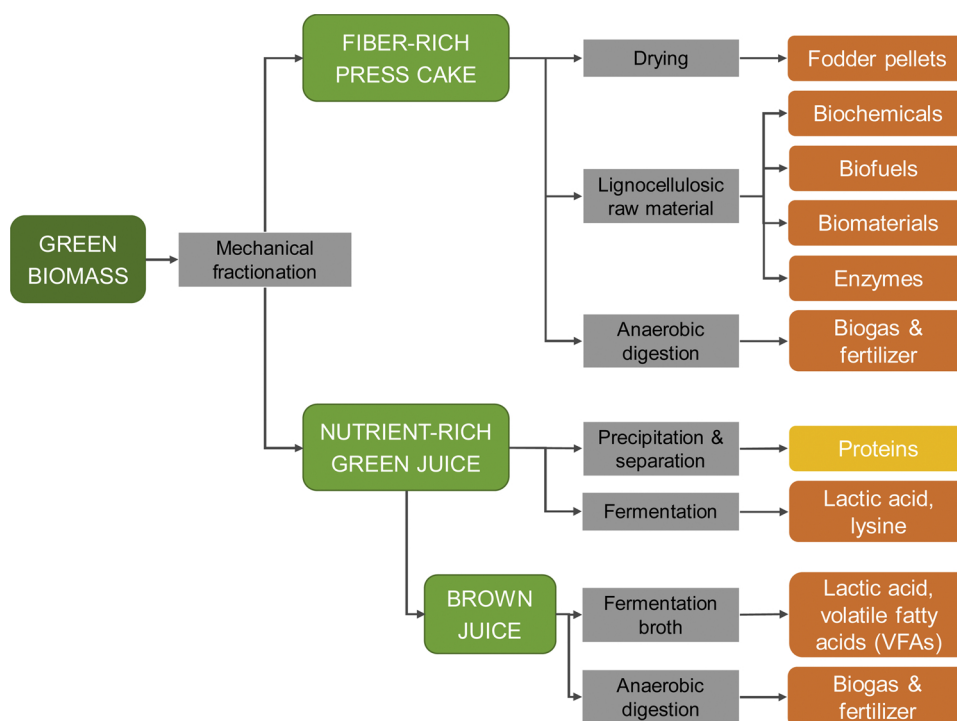 FIBER-RICH
PRESS CAKE
Drying
Fodder pellets
Biochemicals
Lignocellulosic
raw material
Biofuels
Biomaterials
Enzymes
GREEN
BIOMASS
Mechanical
fractionation
Anaerobic
digestion
Biogas &
fertilizer
NUTRIENT-RICH
GREEN JUICE
Precipitation &
separation
Proteins
Fermentation
Lactic acid,
lysine
BROWN
JUICE
Fermentation
broth
Lactic acid,
volatile fatty
acids (VFAs)
Anaerobic
digestion
Biogas &
fertilizer